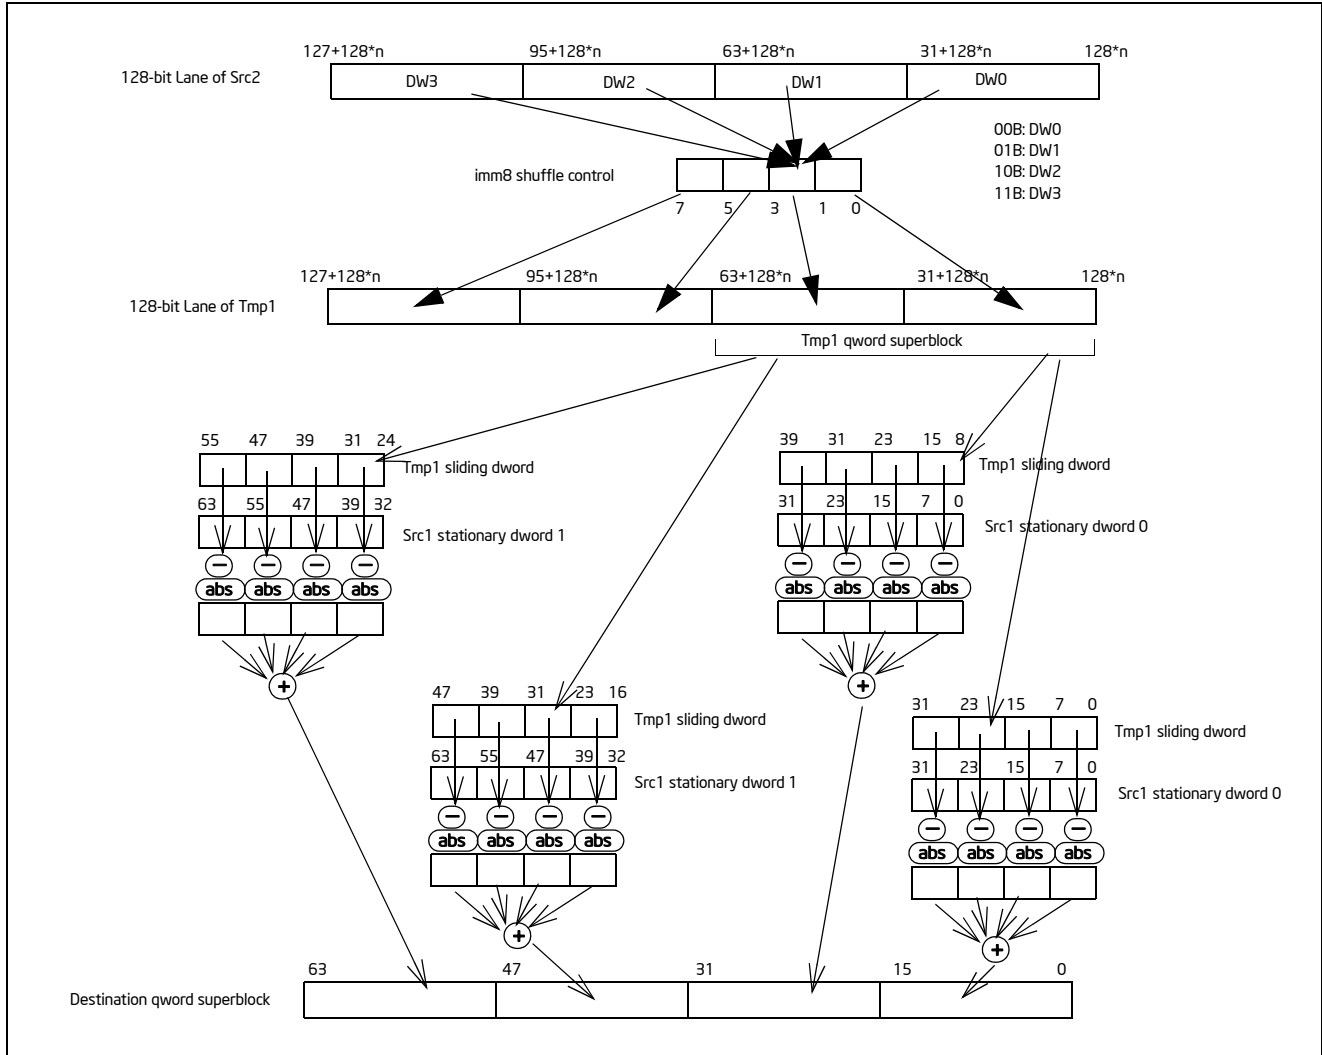 127+128*n 95+128*n 63+128*n 31+128*n 128*n
128-bit Lane of Src2 DW3 DW2 DW1 DW0
00B: DW0
01B: DW1
10B: DW2
11B: DW3
imm8 shuffle control
7 5 3 1 0
127+128*n 95+128*n 63+128*n 31+128*n 128*n
128-bit Lane of Tmp1
Tmp1 qword superblock
55 47 39 31 24
Tmp1 sliding dword
63 55 47 39 32
Src1 stationary dword 1
− − − −
abs abs abs abs
+
39 31 23 15 8
Tmp1 sliding dword
31 23 15 7 0
Src1 stationary dword 0
− − − −
abs abs abs abs
+
47 39 31 23 16
Tmp1 sliding dword
63 55 47 39 32
Src1 stationary dword 1
− − − −
abs abs abs abs
+
31 23 15 7 0
Tmp1 sliding dword
31 23 15 7 0
Src1 stationary dword 0
− − − −
abs abs abs abs
+
63 47 31 15 0
Destination qword superblock